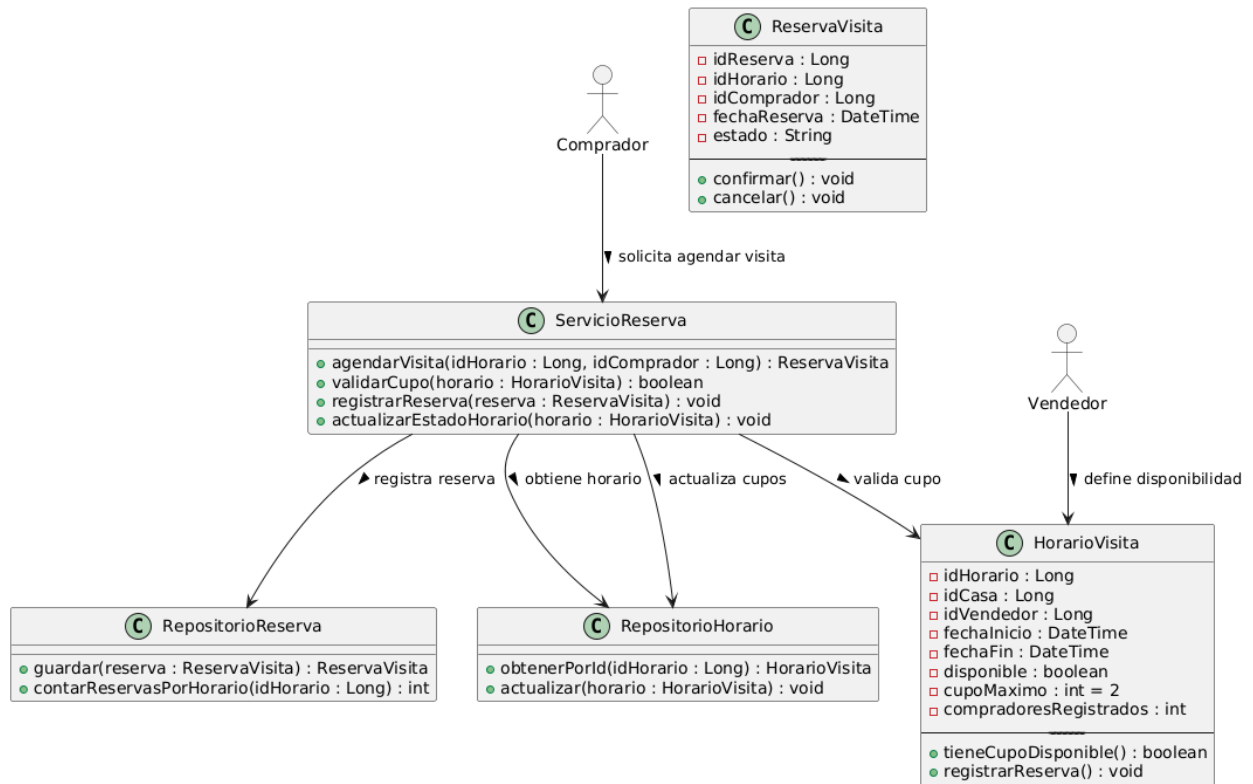 C ReservaVisita
idReserva : Long
idHorario : Long
idComprador : Long
fechaReserva : DateTime
estado : String
confirmar() : void
cancelar() : void
Comprador
solicita agendar visita
C ServicioReserva
agendarVisita(idHorario : Long, idComprador : Long) : ReservaVisita
validarCupo(horario : HorarioVisita) : boolean
registrarReserva(reserva : ReservaVisita) : void
actualizarEstadoHorario(horario : HorarioVisita) : void
Vendedor
registra reserva
obtiene horario
actualiza cupos
valida cupo
define disponibilidad
C RepositorioReserva
guardar(reserva : ReservaVisita) : ReservaVisita
contarReservasPorHorario(idHorario : Long) : int
C RepositorioHorario
obtenerPorId(idHorario : Long) : HorarioVisita
actualizar(horario : HorarioVisita) : void
C HorarioVisita
idHorario : Long
idCasa : Long
idVendedor : Long
fechaInicio : DateTime
fechaFin : DateTime
disponible : boolean
cupoMaximo : int = 2
compradoresRegistrados : int
tieneCupoDisponible() : boolean
registrarReserva() : void